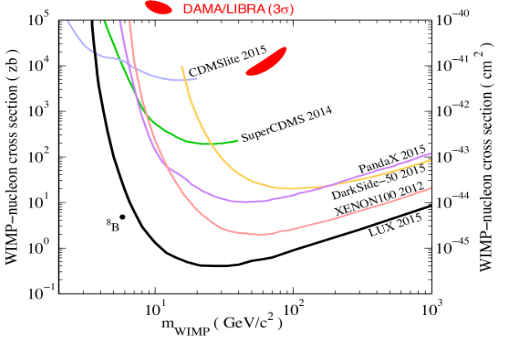 DAMA/LIBRA (3σ)
10^5
10^4
10^3
10^2
10^1
10^0
10^-1
WIMP−nucleon cross section ( zb )
10^-40
10^-41
10^-42
10^-43
10^-44
10^-45
WIMP−nucleon cross section ( cm^2 )
CDMSlite 2015
SuperCDMS 2014
PandaX 2015
DarkSide−50 2015
XENON100 2012
LUX 2015
^8B
10^1
10^2
10^3
m_WIMP ( GeV/c^2 )